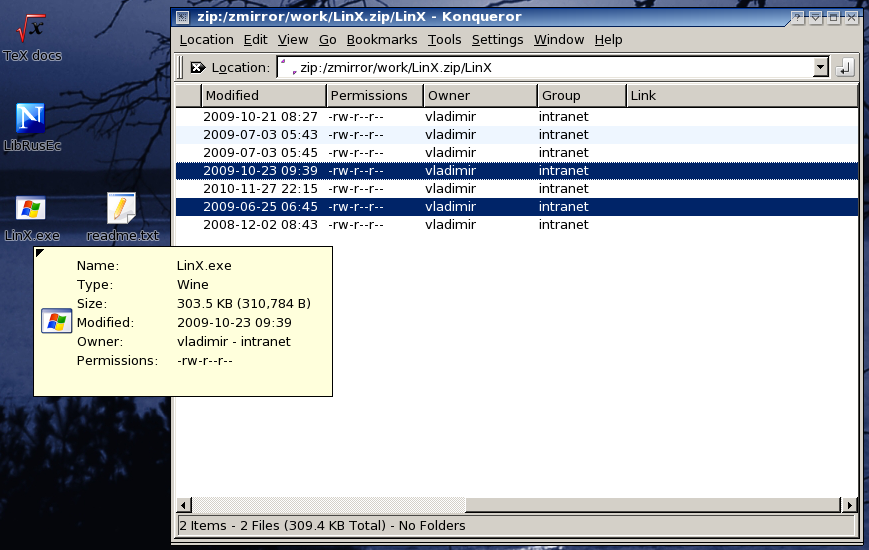 zip:/zmirror/work/LinX.zip/LinX - Konqueror
Location Edit View Go Bookmarks Tools Settings Window Help
Location: zip:/zmirror/work/LinX.zip/LinX
Modified Permissions Owner Group Link
2009-10-21 08:27 -rw-r--r-- vladimir intranet
2009-07-03 05:43 -rw-r--r-- vladimir intranet
2009-07-03 05:45 -rw-r--r-- vladimir intranet
2009-10-23 09:39 -rw-r--r-- vladimir intranet
2010-11-27 22:15 -rw-r--r-- vladimir intranet
2009-06-25 06:45 -rw-r--r-- vladimir intranet
2008-12-02 08:43 -rw-r--r-- vladimir intranet
2 Items - 2 Files (309.4 KB Total) - No Folders
TeX docs
LibRusEc
LinX.exe
readme.txt
Name: LinX.exe
Type: Wine
Size: 303.5 KB (310,784 B)
Modified: 2009-10-23 09:39
Owner: vladimir - intranet
Permissions: -rw-r--r--